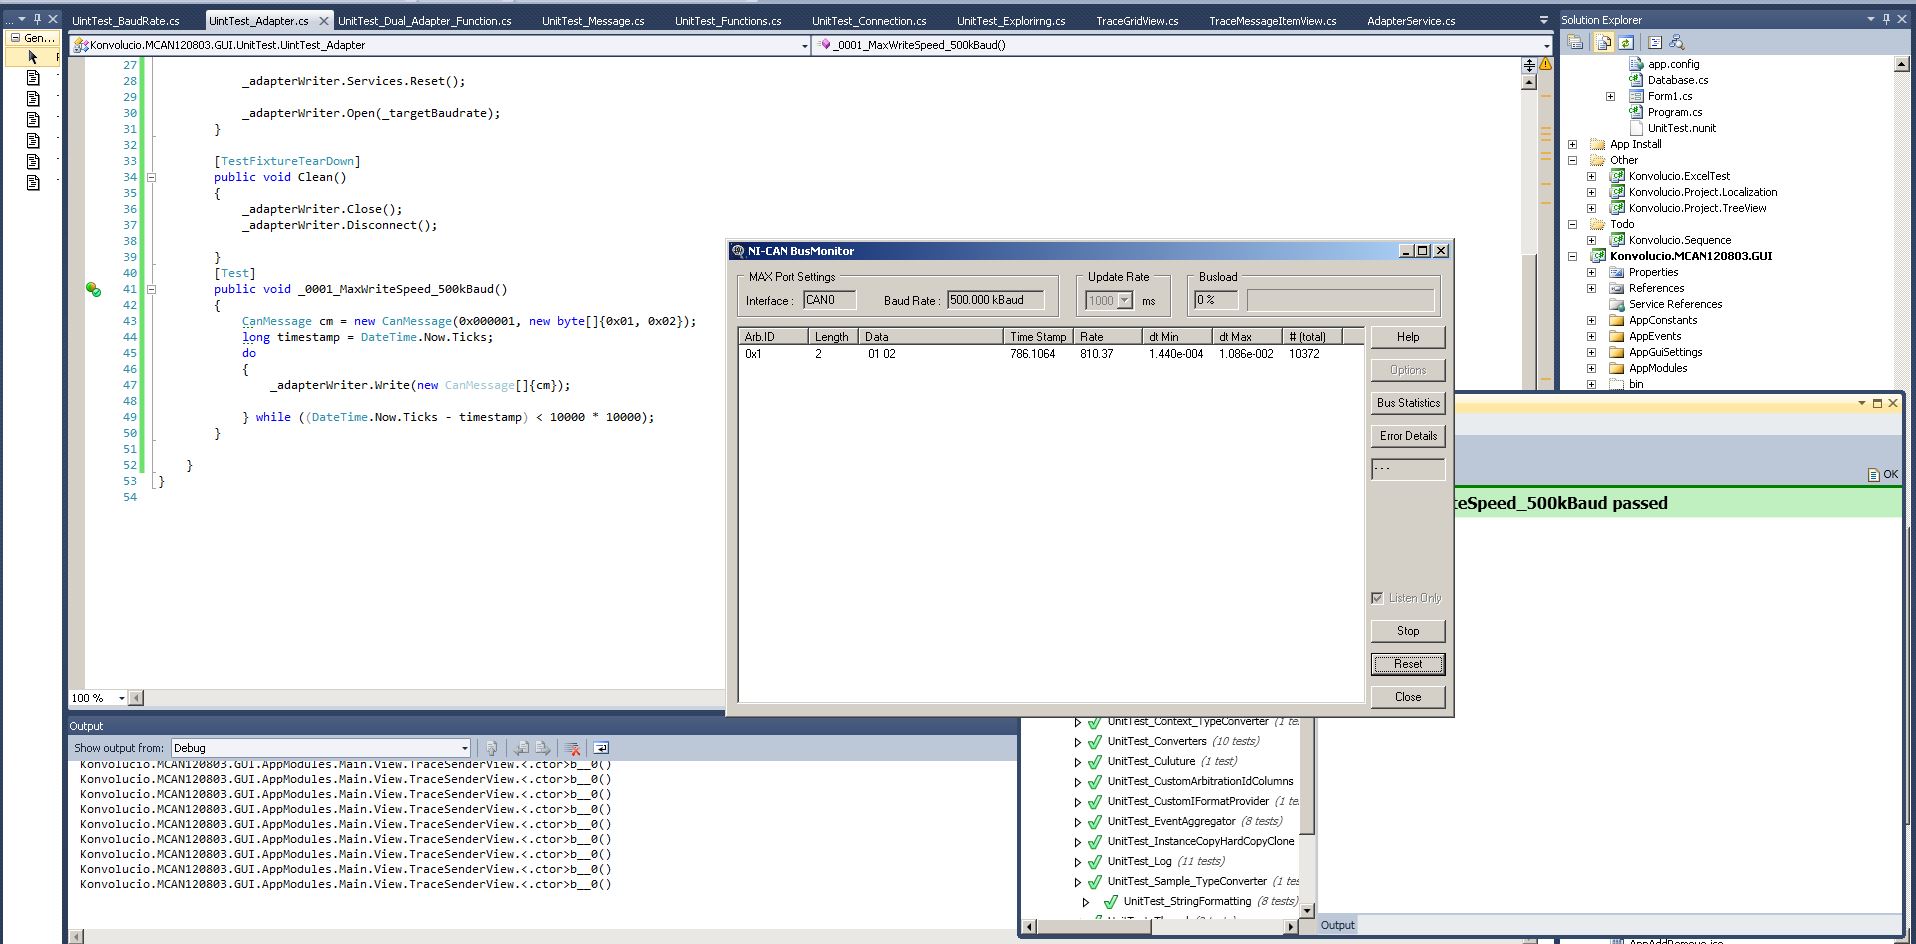 UintTest_BaudRate.cs
UintTest_Adapter.cs
UnitTest_Dual_Adapter_Function.cs
UnitTest_Message.cs
UnitTest_Functions.cs
UnitTest_Connection.cs
UnitTest_Explorirng.cs
TraceGridView.cs
TraceMessageItemView.cs
AdapterService.cs
Gen...
Konvolucio.MCAN120803.GUI.UnitTest.UintTest_Adapter
_0001_MaxWriteSpeed_500kBaud()
27
28 _adapterWriter.Services.Reset();
29
30 _adapterWriter.Open(_targetBaudrate);
31 }
32
33 [TestFixtureTearDown]
34 public void Clean()
35 {
36 _adapterWriter.Close();
37 _adapterWriter.Disconnect();
38
39 }
40 [Test]
41 public void _0001_MaxWriteSpeed_500kBaud()
42 {
43 CanMessage cm = new CanMessage(0x000001, new byte[]{0x01, 0x02});
44 long timestamp = DateTime.Now.Ticks;
45 do
46 {
47 _adapterWriter.Write(new CanMessage[]{cm});
48
49 } while ((DateTime.Now.Ticks - timestamp) < 10000 * 10000);
50 }
51
52 }
53 }
54
100 %
NI-CAN BusMonitor
MAX Port Settings
Interface : CAN0
Baud Rate : 500.000 kBaud
Update Rate
1000 ms
Busload
0 %
Arb.ID Length Data Time Stamp Rate dt Min dt Max # (total)
0x1 2 01 02 786.1064 810.37 1.440e-004 1.086e-002 10372
Help
Options
Bus Statistics
Error Details
---
Listen Only
Stop
Reset
Close
Solution Explorer
app.config
Database.cs
Form1.cs
Program.cs
UnitTest.nunit
App Install
Other
Konvolucio.ExcelTest
Konvolucio.Project.Localization
Konvolucio.Project.TreeView
Todo
Konvolucio.Sequence
Konvolucio.MCAN120803.GUI
Properties
References
Service References
AppConstants
AppEvents
AppGuiSettings
AppModules
bin
OK
teSpeed_500kBaud passed
Output
Show output from: Debug
Konvolucio.MCAN120803.GUI.AppModules.Main.View.TraceSenderView.<.ctor>b__0()
Konvolucio.MCAN120803.GUI.AppModules.Main.View.TraceSenderView.<.ctor>b__0()
Konvolucio.MCAN120803.GUI.AppModules.Main.View.TraceSenderView.<.ctor>b__0()
Konvolucio.MCAN120803.GUI.AppModules.Main.View.TraceSenderView.<.ctor>b__0()
Konvolucio.MCAN120803.GUI.AppModules.Main.View.TraceSenderView.<.ctor>b__0()
Konvolucio.MCAN120803.GUI.AppModules.Main.View.TraceSenderView.<.ctor>b__0()
Konvolucio.MCAN120803.GUI.AppModules.Main.View.TraceSenderView.<.ctor>b__0()
Konvolucio.MCAN120803.GUI.AppModules.Main.View.TraceSenderView.<.ctor>b__0()
Konvolucio.MCAN120803.GUI.AppModules.Main.View.TraceSenderView.<.ctor>b__0()
UnitTest_Context_TypeConverter (1 te
UnitTest_Converters (10 tests)
UnitTest_Culuture (1 test)
UnitTest_CustomArbitrationIdColumns
UnitTest_CustomIFormatProvider (1 te
UnitTest_EventAggregator (8 tests)
UnitTest_InstanceCopyHardCopyClone
UnitTest_Log (11 tests)
UnitTest_Sample_TypeConverter (1 tes
UnitTest_StringFormatting (8 tests)
Output